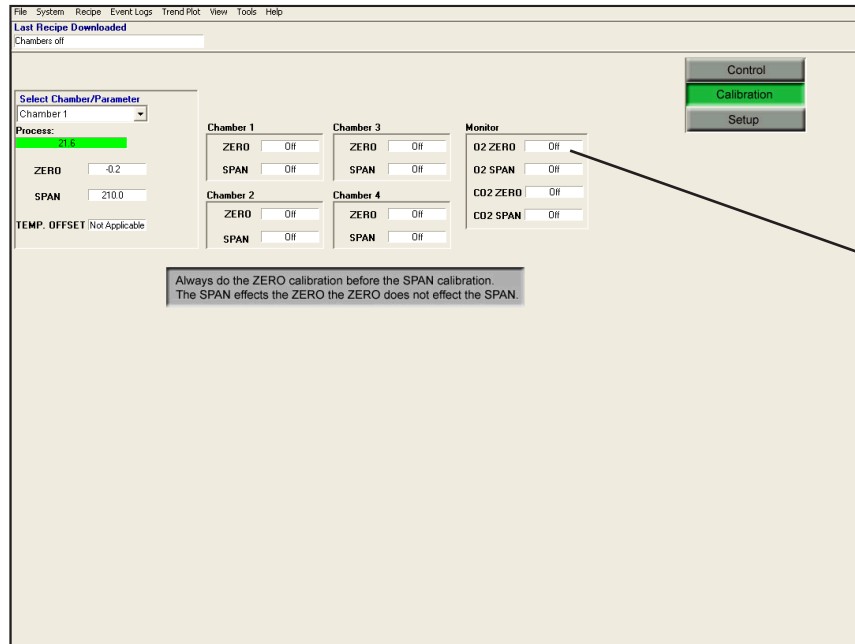 File System Recipe Event Logs Trend Plot View Tools Help
Last Recipe Downloaded
Chambers off
Control
Calibration
Setup
Select Chamber/Parameter
Chamber 1
Process:
21.6
ZERO -0.2
SPAN 210.0
TEMP. OFFSET Not Applicable
Chamber 1
ZERO Off
SPAN Off
Chamber 2
ZERO Off
SPAN Off
Chamber 3
ZERO Off
SPAN Off
Chamber 4
ZERO Off
SPAN Off
Monitor
O2 ZERO Off
O2 SPAN Off
CO2 ZERO Off
CO2 SPAN Off
Always do the ZERO calibration before the SPAN calibration.
The SPAN effects the ZERO the ZERO does not effect the SPAN.